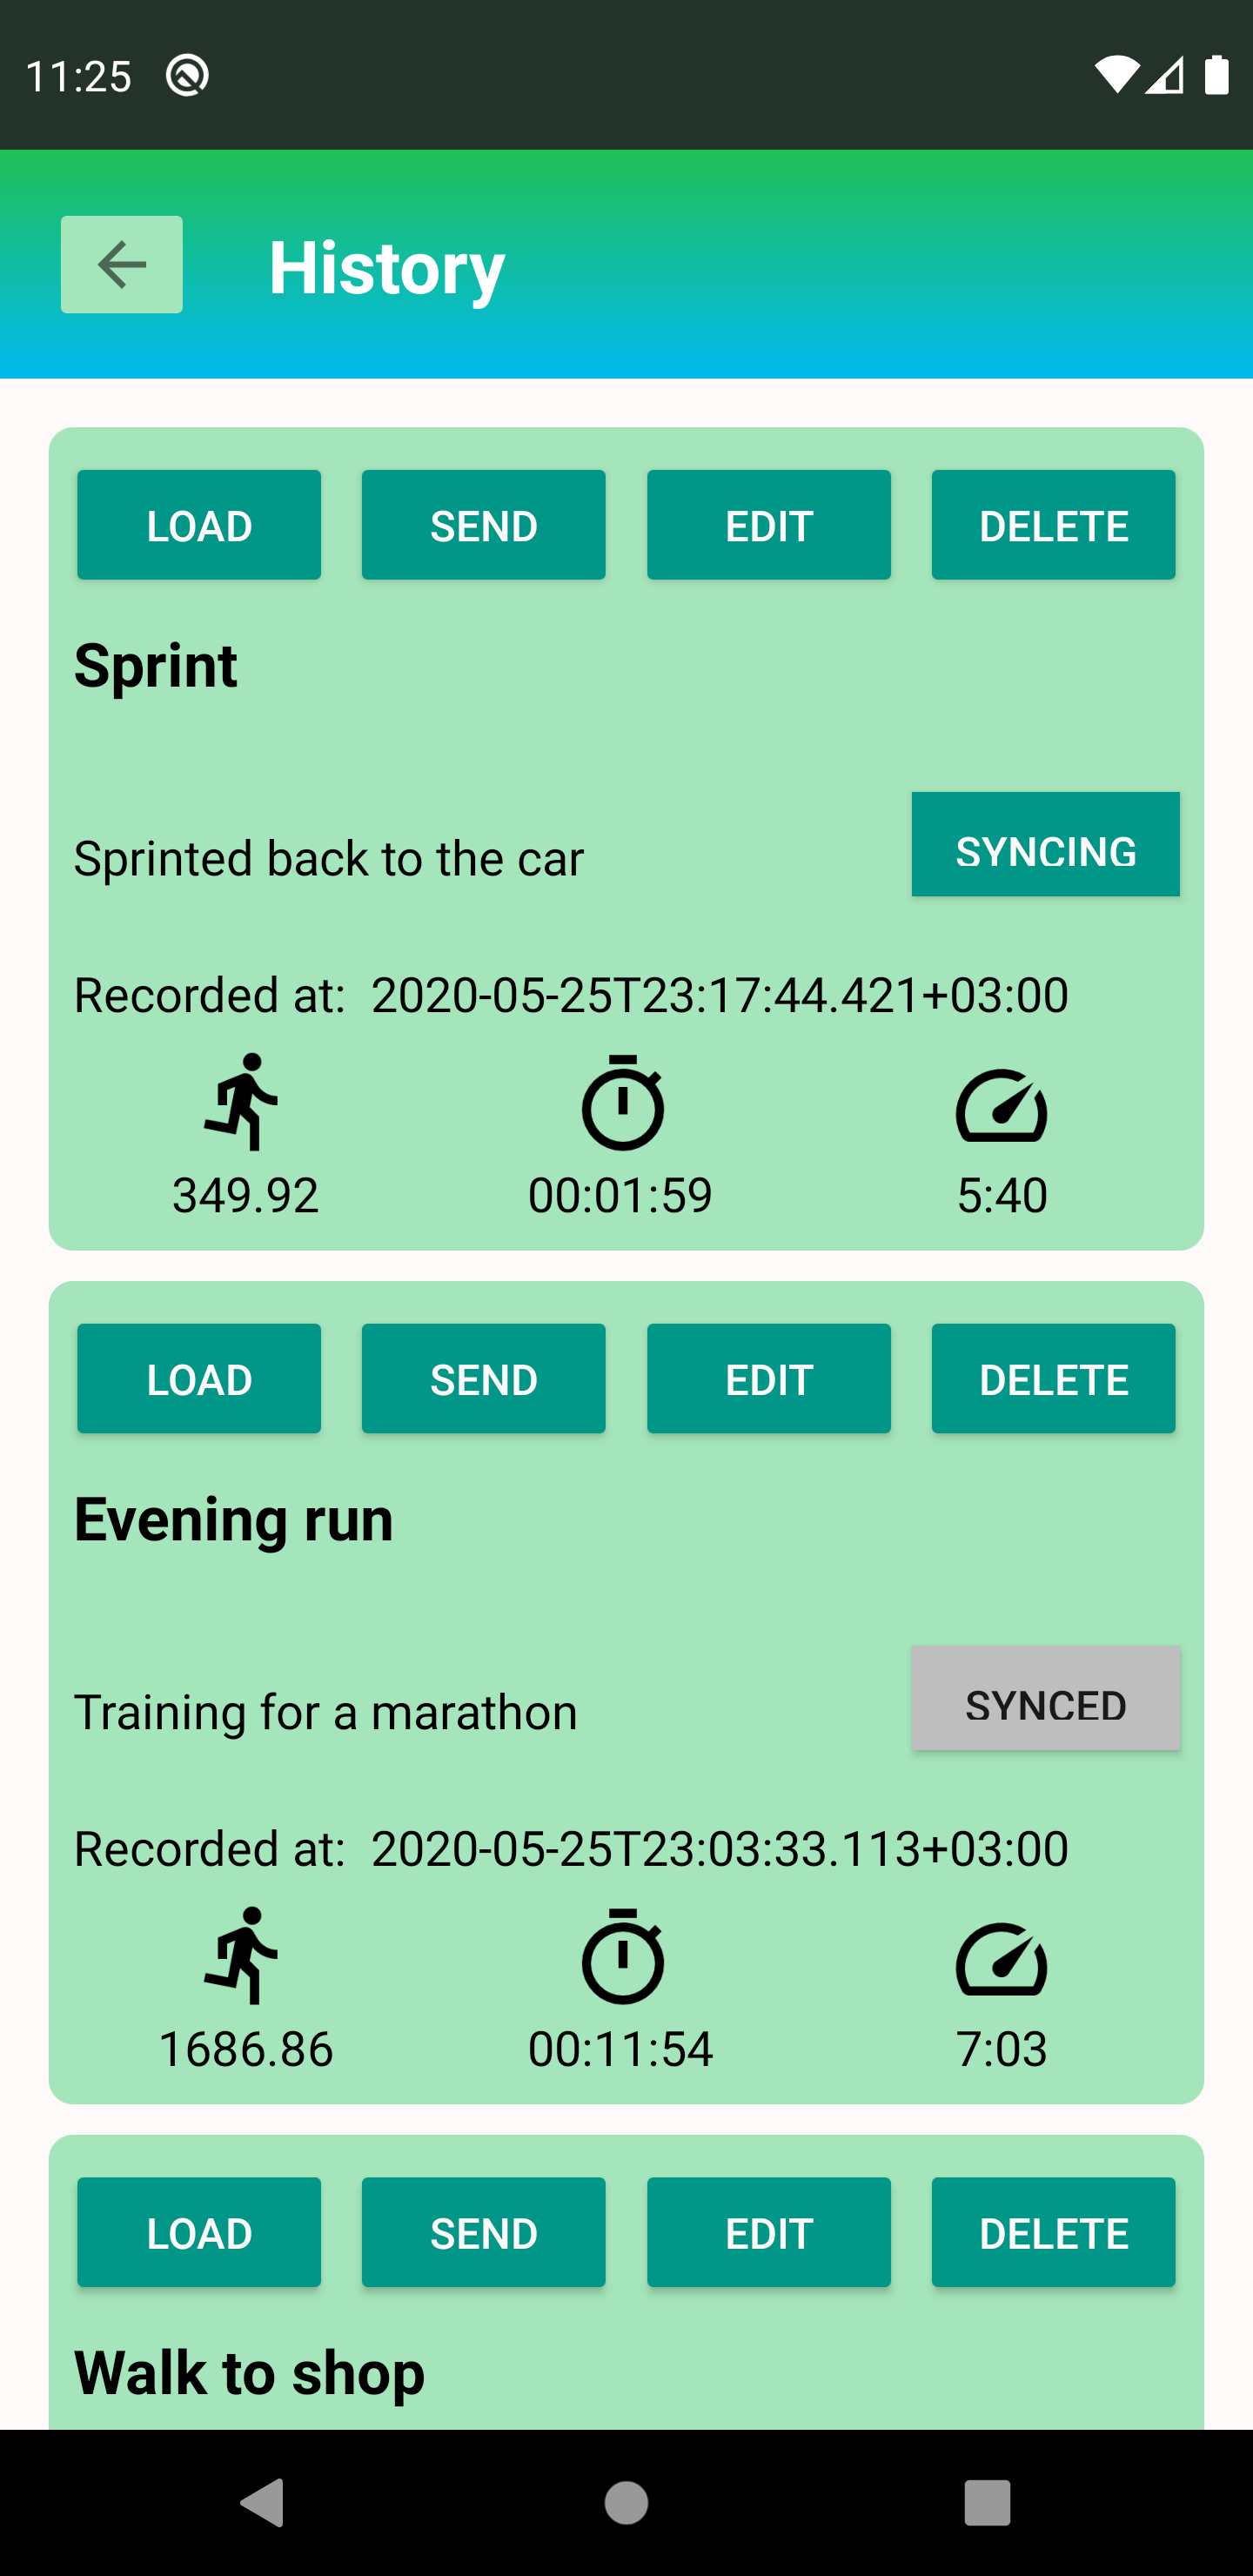 11:25
History
LOAD SEND EDIT DELETE
Sprint
Sprinted back to the car SYNCING
Recorded at: 2020-05-25T23:17:44.421+03:00
349.92 00:01:59 5:40
LOAD SEND EDIT DELETE
Evening run
Training for a marathon SYNCED
Recorded at: 2020-05-25T23:03:33.113+03:00
1686.86 00:11:54 7:03
LOAD SEND EDIT DELETE
Walk to shop